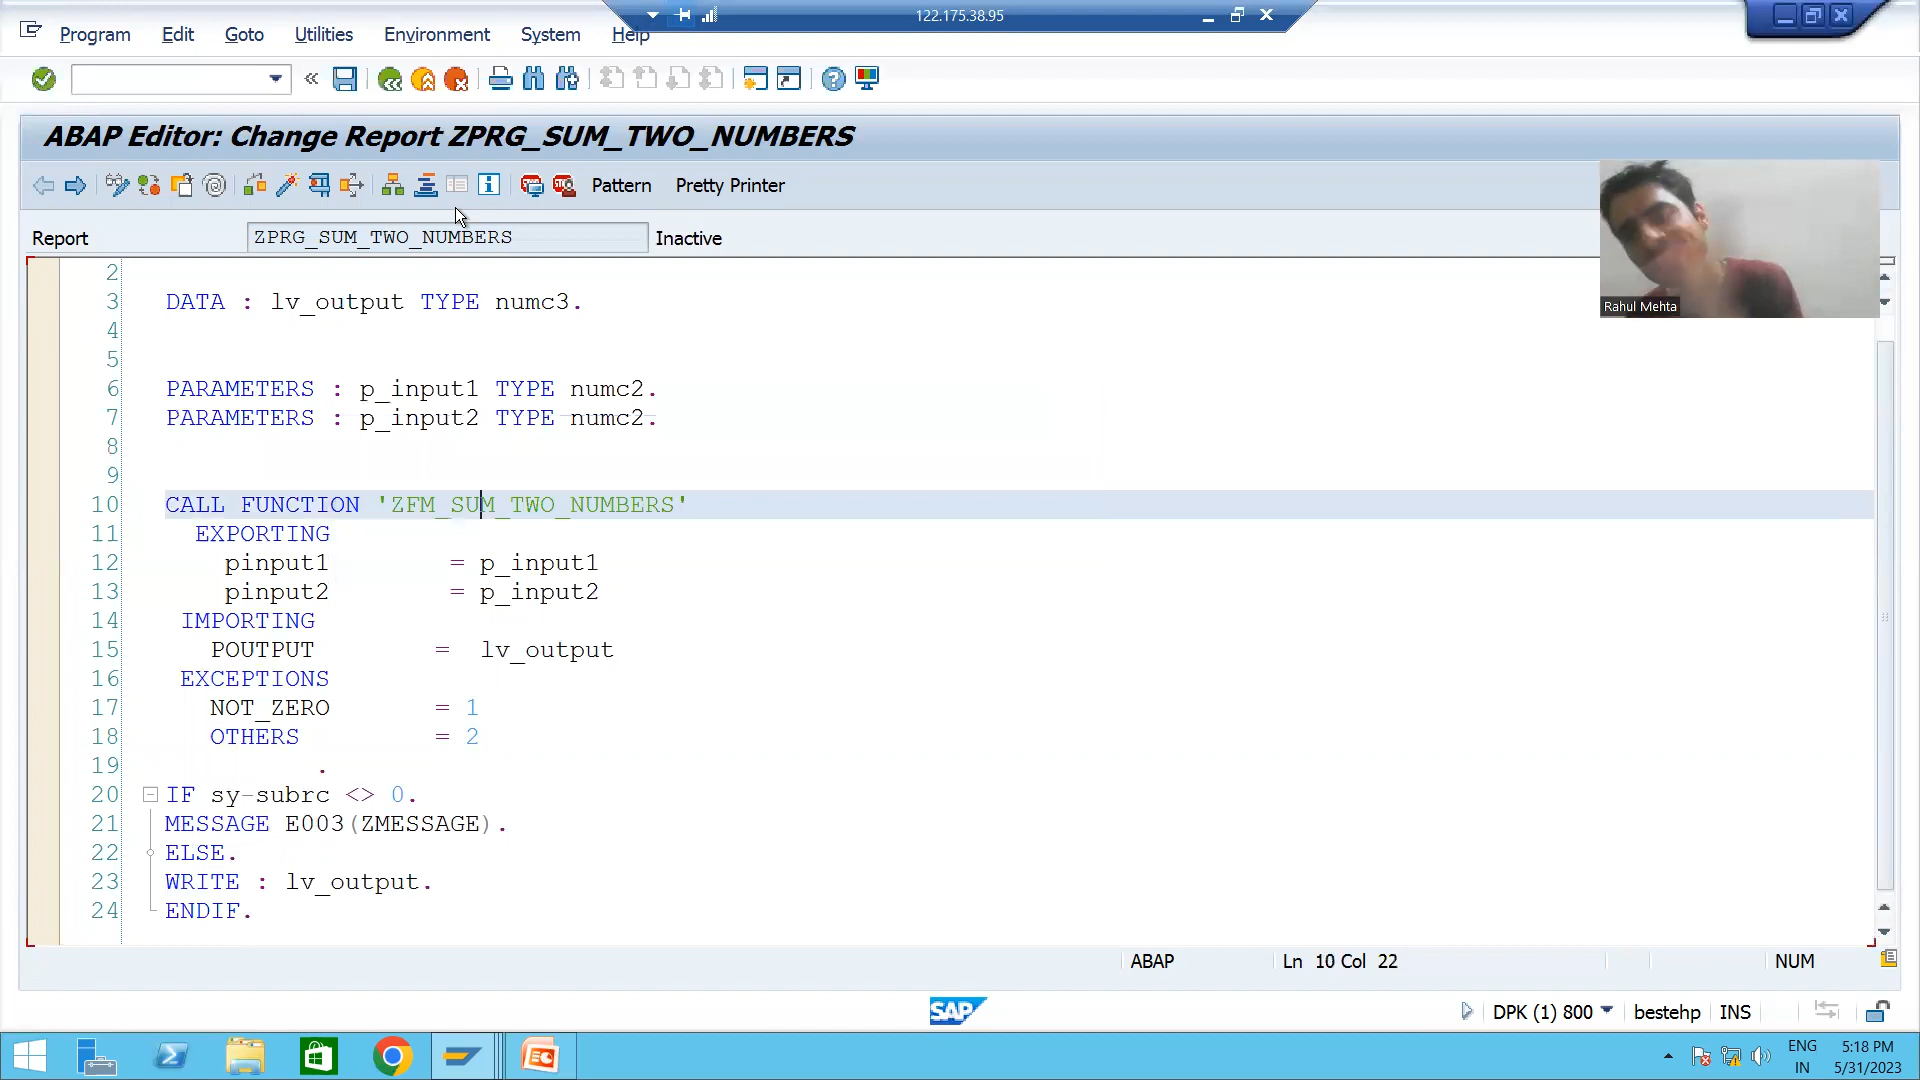 122.175.38.95
Program Edit Goto Utilities Environment System Help
ABAP Editor: Change Report ZPRG_SUM_TWO_NUMBERS
Pattern Pretty Printer
Report ZPRG_SUM_TWO_NUMBERS Inactive
Rahul Mehta
2
3 DATA : lv_output TYPE numc3.
4
5
6 PARAMETERS : p_input1 TYPE numc2.
7 PARAMETERS : p_input2 TYPE numc2.
8
9
10 CALL FUNCTION 'ZFM_SUM_TWO_NUMBERS'
11 EXPORTING
12 pinput1 = p_input1
13 pinput2 = p_input2
14 IMPORTING
15 POUTPUT = lv_output
16 EXCEPTIONS
17 NOT_ZERO = 1
18 OTHERS = 2
19 .
20 IF sy-subrc <> 0.
21 MESSAGE E003(ZMESSAGE).
22 ELSE.
23 WRITE : lv_output.
24 ENDIF.
ABAP Ln 10 Col 22 NUM
SAP DPK (1) 800 bestehp INS
ENG 5:18 PM
IN 5/31/2023